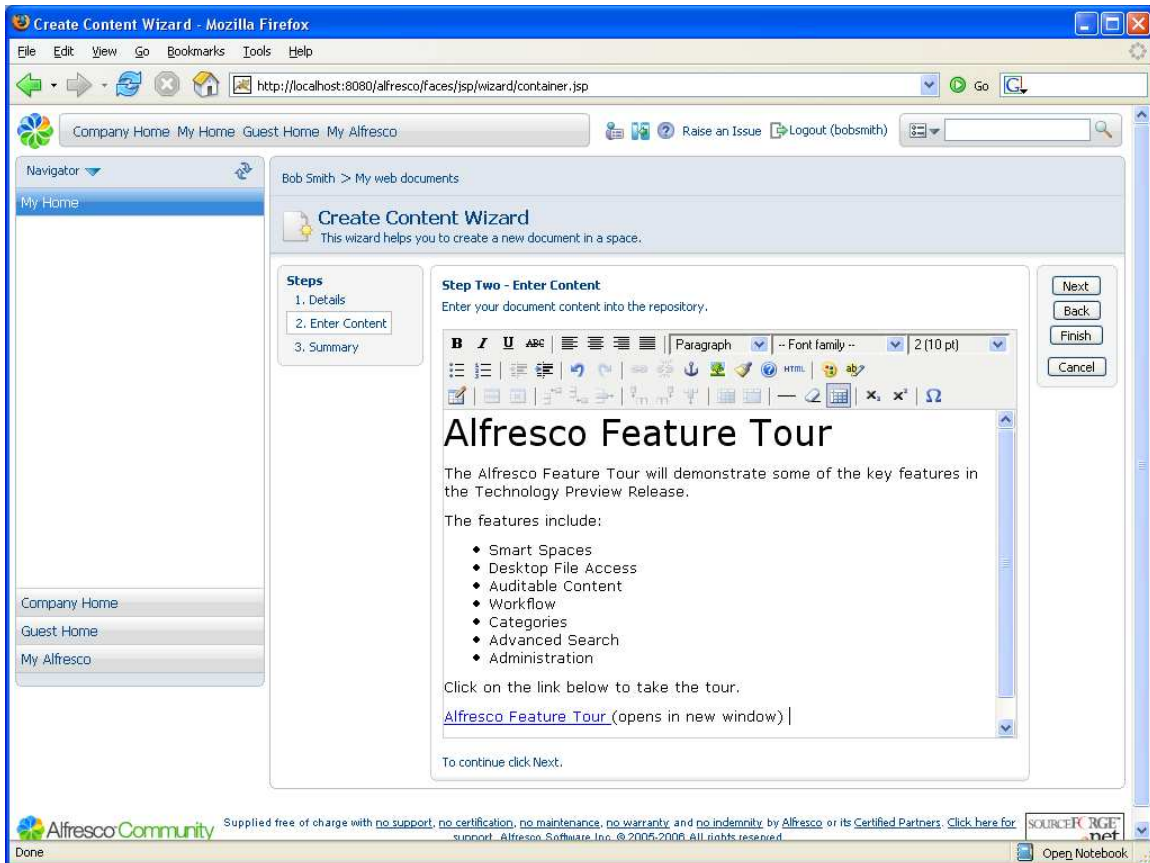 Create Content Wizard - Mozilla Firefox
File Edit View Go Bookmarks Tools Help
http://localhost:8080/alfresco/faces/jsp/wizard/container.jsp Go G
Company Home My Home Guest Home My Alfresco Raise an Issue Logout (bobsmith)
Navigator
My Home
Company Home
Guest Home
My Alfresco
Bob Smith > My web documents
Create Content Wizard
This wizard helps you to create a new document in a space.
Steps
1. Details
2. Enter Content
3. Summary
Step Two - Enter Content
Enter your document content into the repository.
B I U ABC Paragraph -- Font family -- 2 (10 pt)
HTML ab
x₂ x² Ω
Alfresco Feature Tour
The Alfresco Feature Tour will demonstrate some of the key features in
the Technology Preview Release.
The features include:
Smart Spaces
Desktop File Access
Auditable Content
Workflow
Categories
Advanced Search
Administration
Click on the link below to take the tour.
Alfresco Feature Tour (opens in new window)
To continue click Next.
Next
Back
Finish
Cancel
Alfresco Community
Supplied free of charge with no support, no certification, no maintenance, no warranty and no indemnity by Alfresco or its Certified Partners. Click here for
support. Alfresco Software Inc. © 2005-2006 All rights reserved.
SOURCEFORGE
.net
Done Open Notebook